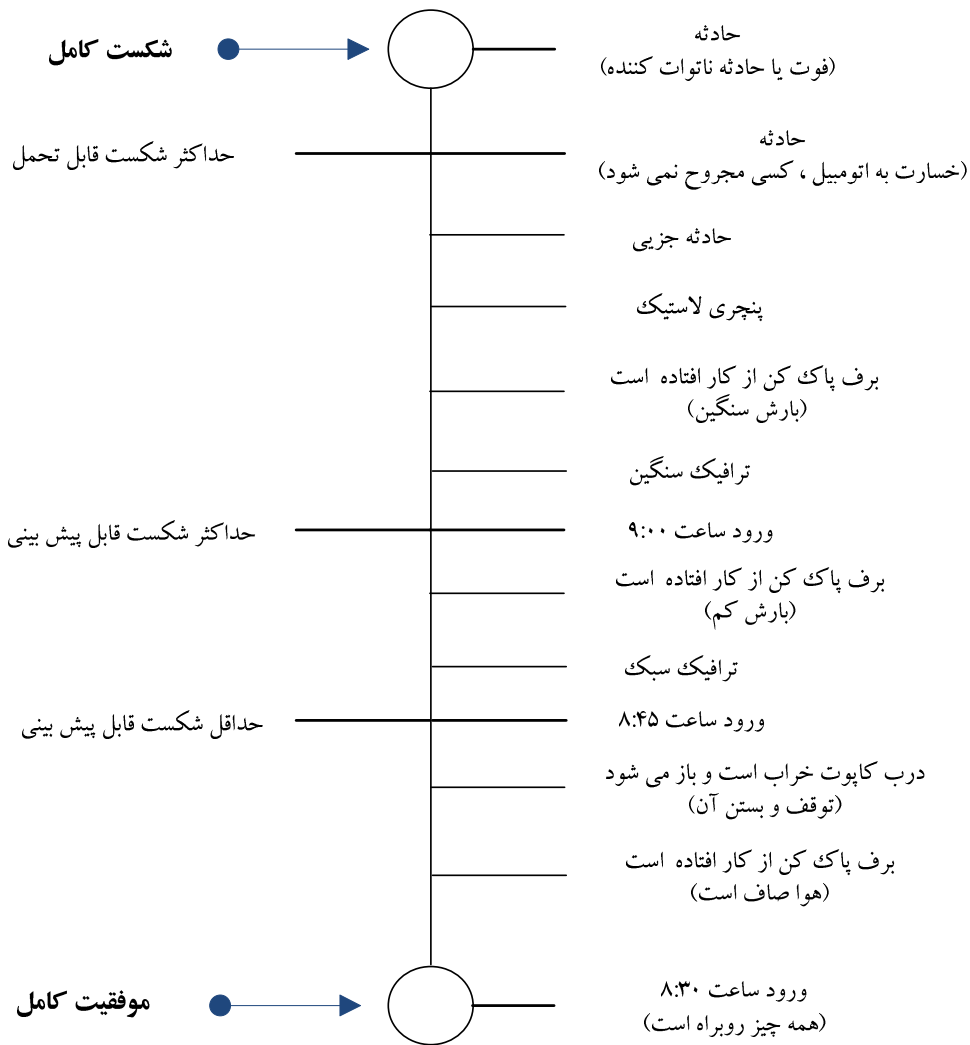 حادثه
(فوت یا حادثه ناتوات کننده)
شکست کامل
حادثه
(خسارت به اتومبیل ، کسی مجروح نمی شود)
حداکثر شکست قابل تحمل
حادثه جزیی
پنچری لاستیک
برف پاک کن از کار افتاده است
(بارش سنگین)
ترافیک سنگین
ورود ساعت ۹:۰۰
حداکثر شکست قابل پیش بینی
برف پاک کن از کار افتاده است
(بارش کم)
ترافیک سبک
ورود ساعت ۸:۴۵
حداقل شکست قابل پیش بینی
درب کاپوت خراب است و باز می شود
(توقف و بستن آن)
برف پاک کن از کار افتاده است
(هوا صاف است)
ورود ساعت ۸:۳۰
(همه چیز روبراه است)
موفقیت کامل